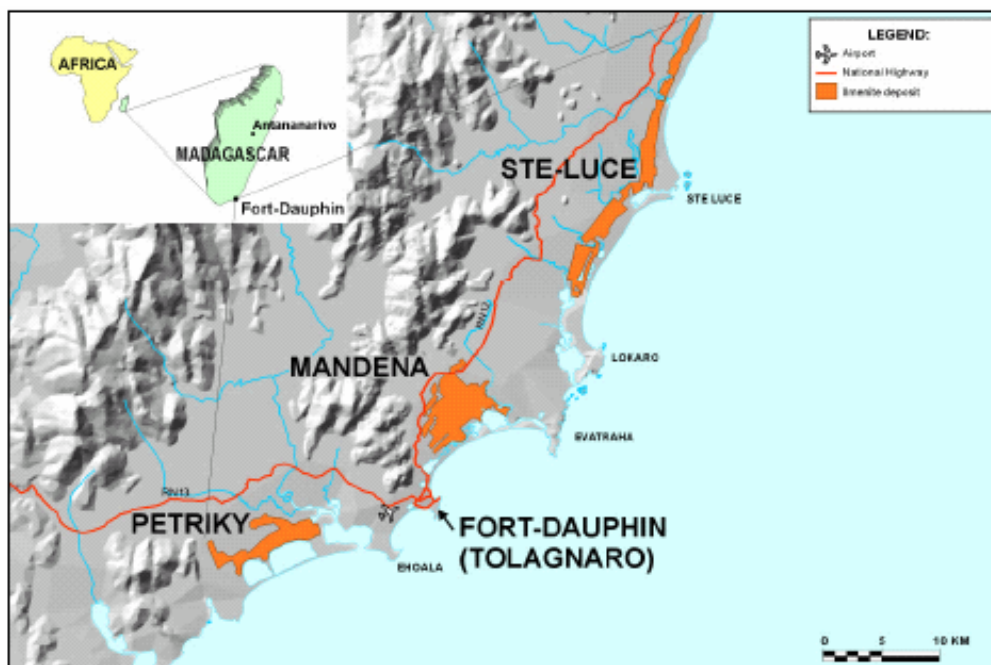 AFRICA
Antananarivo
MADAGASCAR
Fort-Dauphin
LEGEND:
Airport
National Highway
Ilmenite deposit
STE-LUCE
STE LUCE
RN12
MANDENA
LOKARO
EVATRAHA
RN13
PETRIKY
FORT-DAUPHIN
(TOLAGNARO)
EHOALA
0 5 10 KM